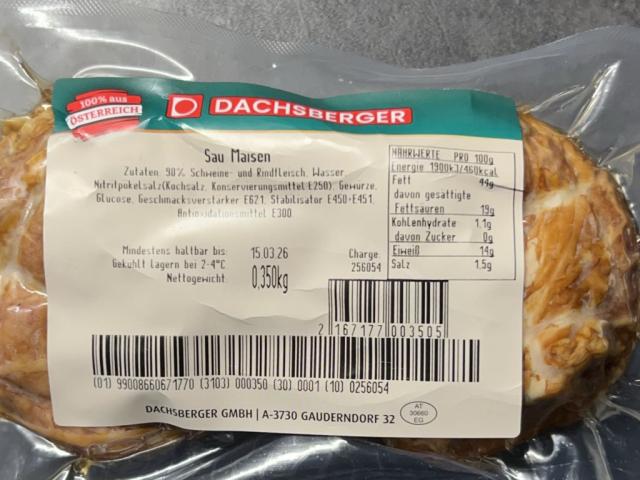 100% aus
ÖSTERREICH
DACHSBERGER
Sau Maisen
Zutaten: 90% Schweine- und Rindfleisch, Wasser,
Nitritpökelsalz(Kochsalz, Konservierungsmittel E250), Gewürze,
Glucose, Geschmacksverstärker E621, Stabilisator E450-E451,
Antioxidationsmittel E300
NÄHRWERTE PRO 100g
Energie 1900kJ/460kcal
Fett 44g
davon gesättigte
Fettsäuren 19g
Kohlenhydrate 1,1g
davon Zucker 0g
Eiweiß 14g
Salz 1,5g
Mindestens haltbar bis: 15.03.26
Gekühlt lagern bei 2-4°C
Nettogewicht: 0,350kg
Charge:
256054
2 167177 003505
(01) 99008660671770 (3103) 000350 (30) 0001 (10) 0256054
DACHSBERGER GMBH | A-3730 GAUDERNDORF 32
AT
30660
EG